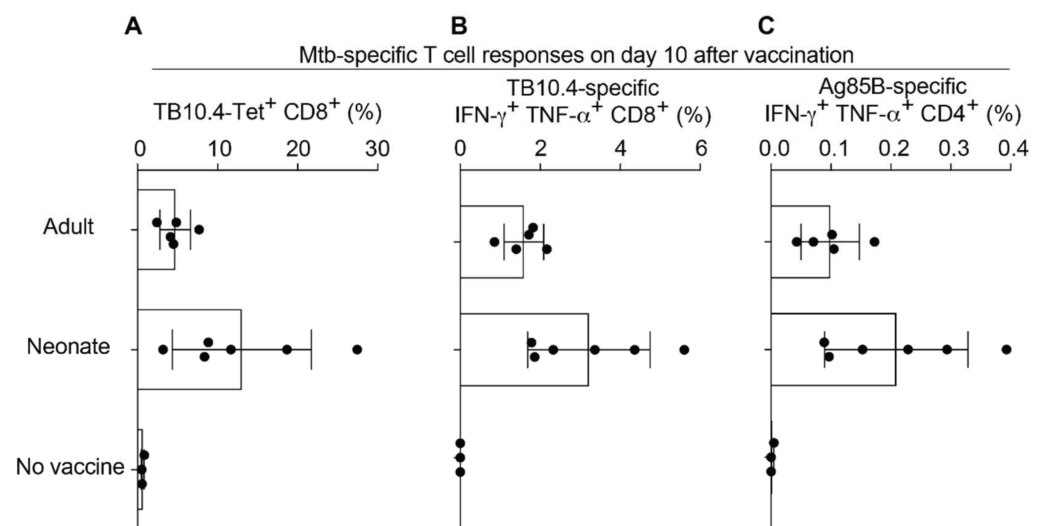 A B C
Mtb-specific T cell responses on day 10 after vaccination
TB10.4-Tet⁺ CD8⁺ (%)
TB10.4-specific
IFN-γ⁺ TNF-α⁺ CD8⁺ (%)
Ag85B-specific
IFN-γ⁺ TNF-α⁺ CD4⁺ (%)
0 10 20 30
0 2 4 6
0.0 0.1 0.2 0.3 0.4
Adult
Neonate
No vaccine